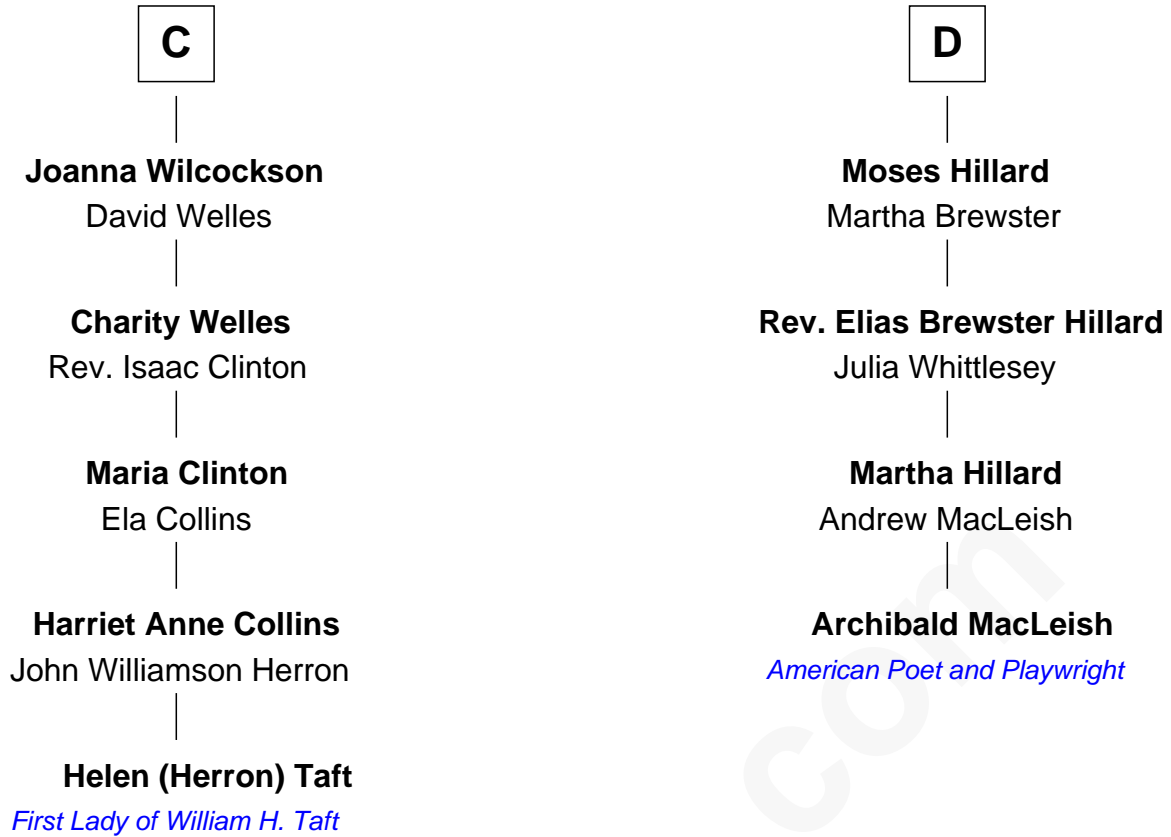 C
Joanna Wilcockson
David Welles
Charity Welles
Rev. Isaac Clinton
Maria Clinton
Ela Collins
Harriet Anne Collins
John Williamson Herron
Helen (Herron) Taft
First Lady of William H. Taft
D
Moses Hillard
Martha Brewster
Rev. Elias Brewster Hillard
Julia Whittlesey
Martha Hillard
Andrew MacLeish
Archibald MacLeish
American Poet and Playwright
com